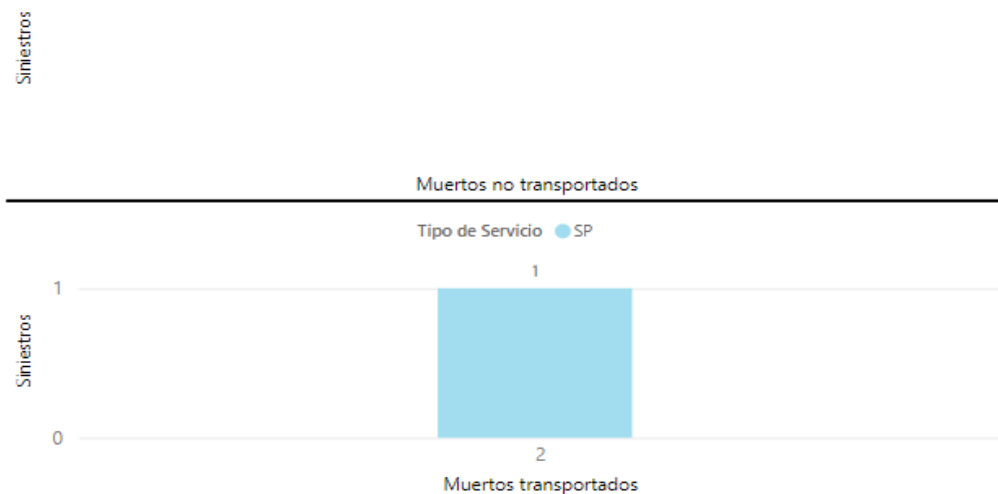 Siniestros
Muertos no transportados
Tipo de Servicio SP
1
1
Siniestros
0
2
Muertos transportados